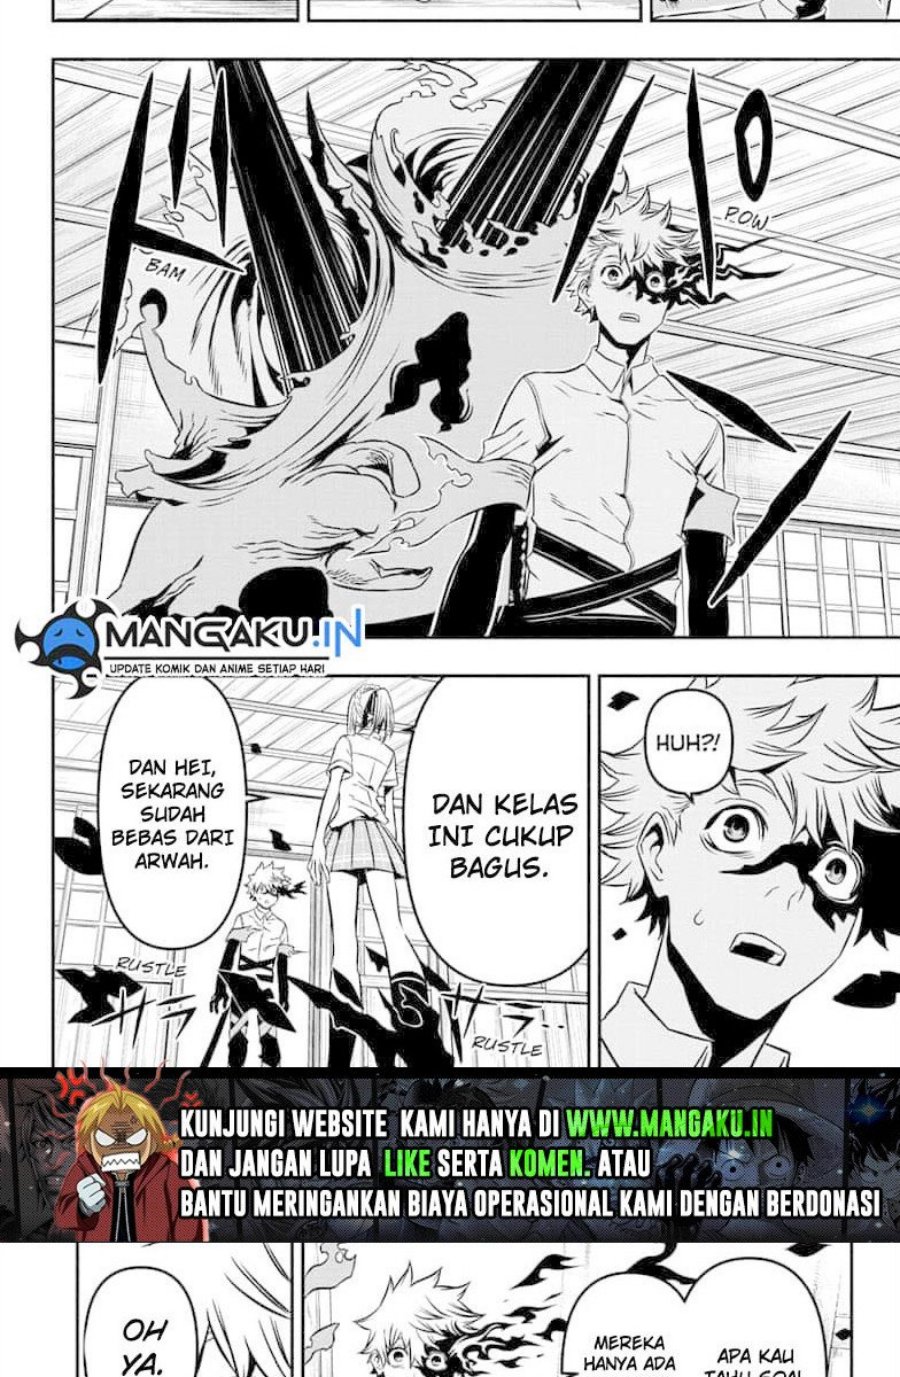 POW
BAM
MANGAKU.IN
UPDATE KOMIK DAN ANIME SETIAP HARI
HUH?!
DAN KELAS
INI CUKUP
BAGUS.
DAN HEI,
SEKARANG
SUDAH
BEBAS DARI
ARWAH.
RUSTLE
RUSTLE
KUNJUNGI WEBSITE KAMI HANYA DI WWW.MANGAKU.IN
DAN JANGAN LUPA LIKE SERTA KOMEN. ATAU
BANTU MERINGANKAN BIAYA OPERASIONAL KAMI DENGAN BERDONASI
OH
YA.
MEREKA
HANYA ADA
APA KAU
TAHU SOAL